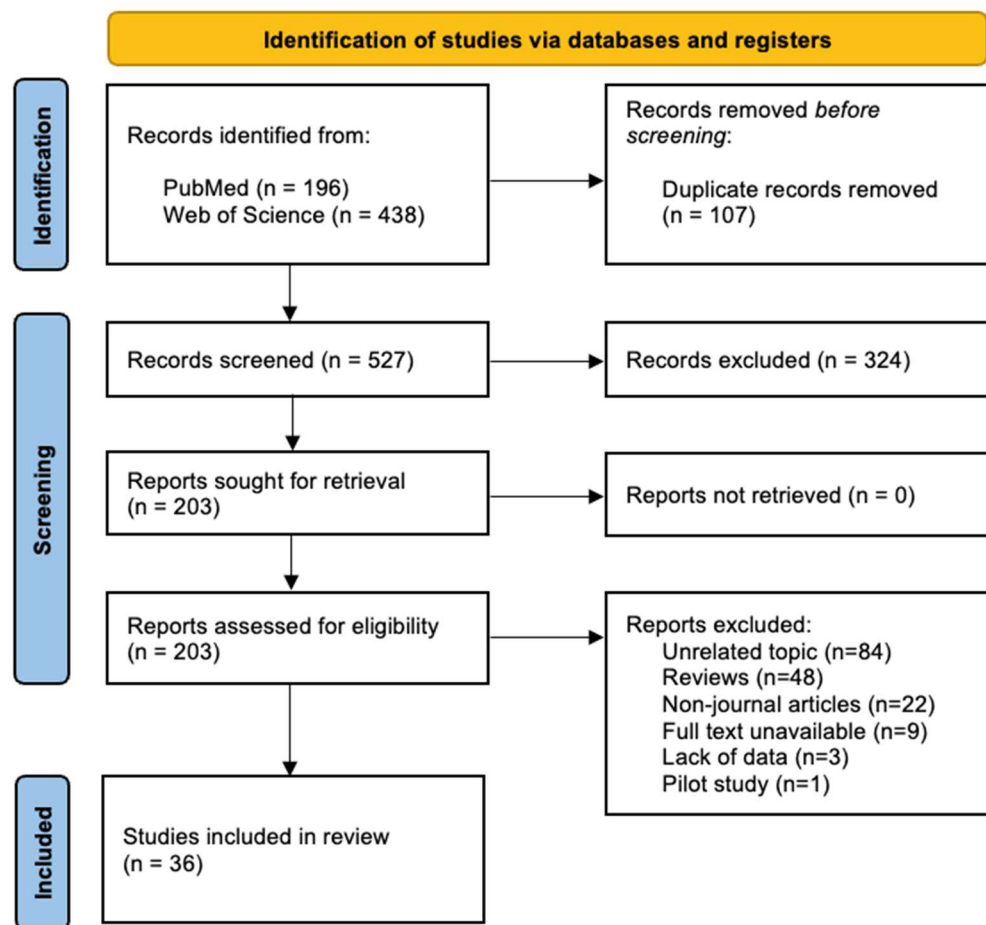 Identification of studies via databases and registers
Identification
Records identified from:
PubMed (n = 196)
Web of Science (n = 438)
Records removed before
screening:
Duplicate records removed
(n = 107)
Screening
Records screened (n = 527)
Records excluded (n = 324)
Reports sought for retrieval
(n = 203)
Reports not retrieved (n = 0)
Reports assessed for eligibility
(n = 203)
Reports excluded:
Unrelated topic (n=84)
Reviews (n=48)
Non-journal articles (n=22)
Full text unavailable (n=9)
Lack of data (n=3)
Pilot study (n=1)
Included
Studies included in review
(n = 36)